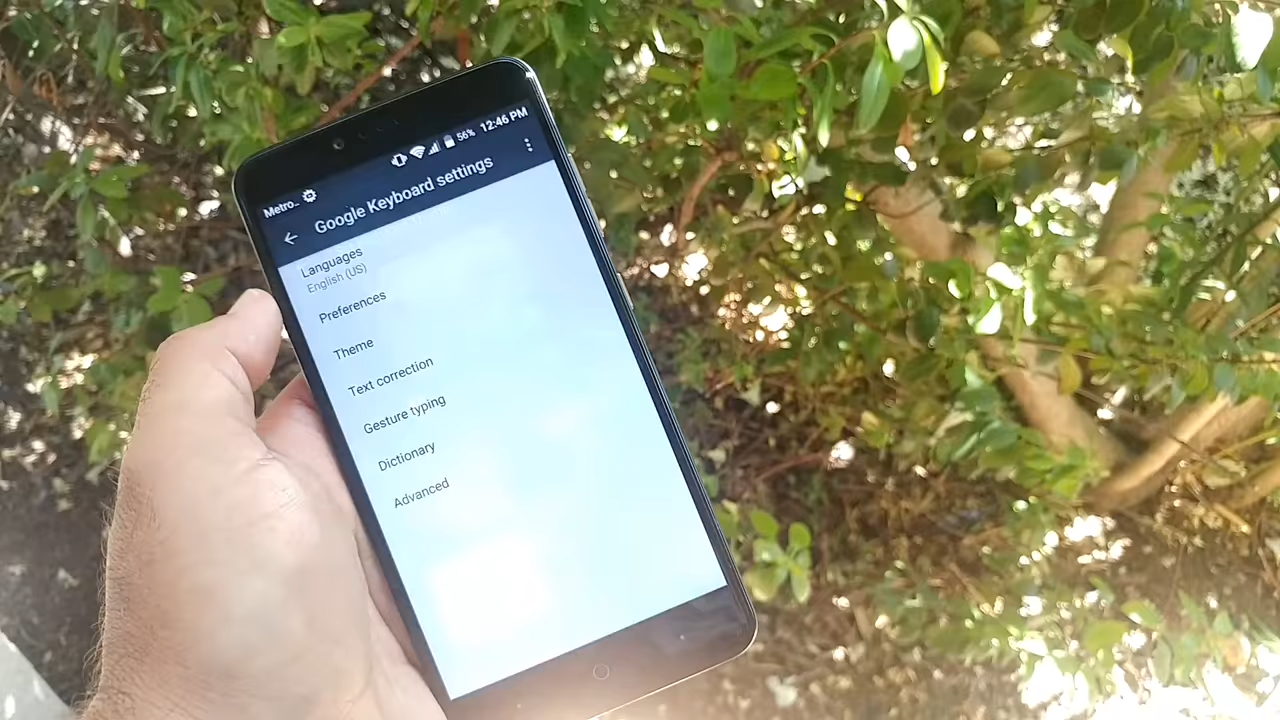 Metro.. 56% 12:46 PM
Google Keyboard settings
Languages
English (US)
Preferences
Theme
Text correction
Gesture typing
Dictionary
Advanced